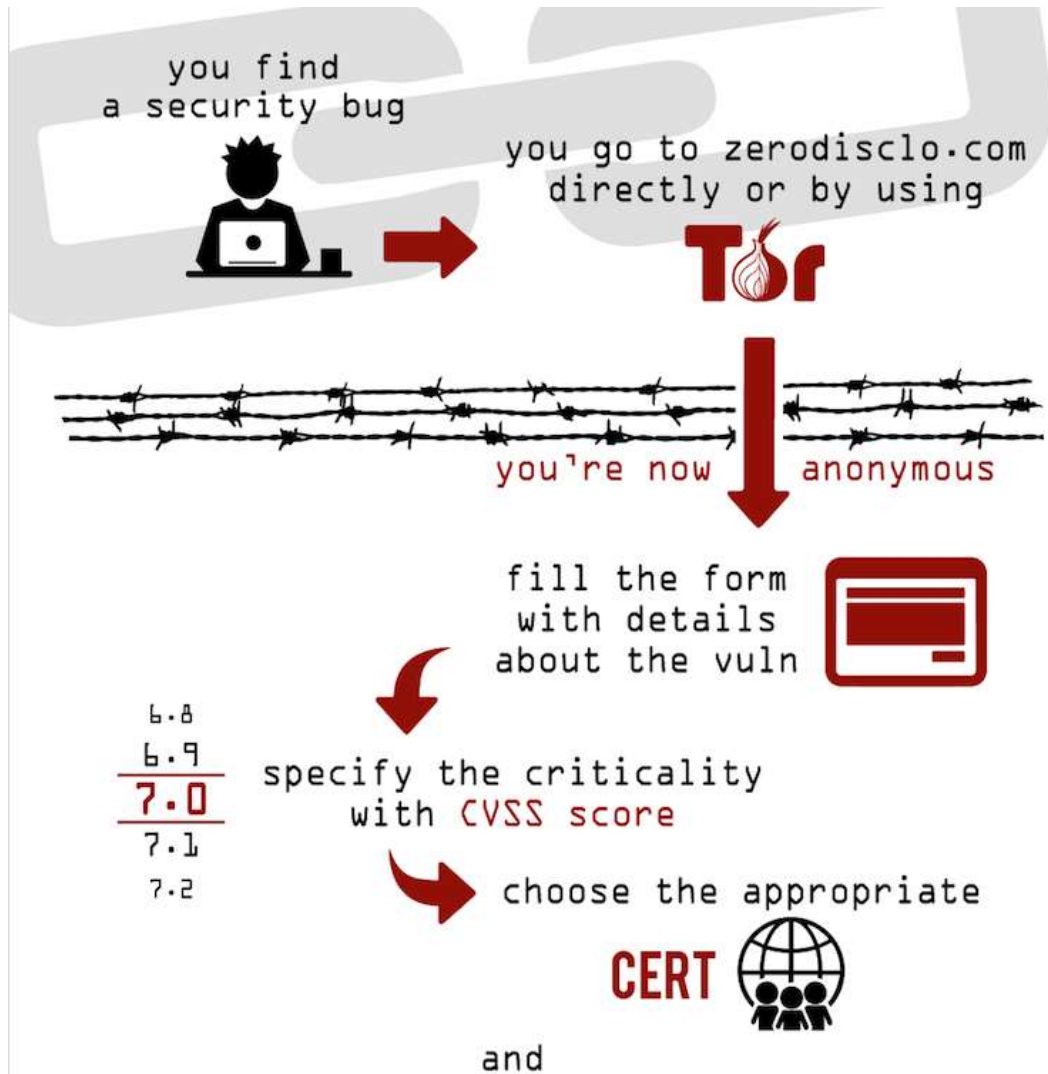 you find
a security bug
you go to zerodisclo.com
directly or by using
Tor
you're now anonymous
fill the form
with details
about the vuln
6.8
6.9
7.0
7.1
7.2
specify the criticality
with CVSS score
choose the appropriate
CERT
and